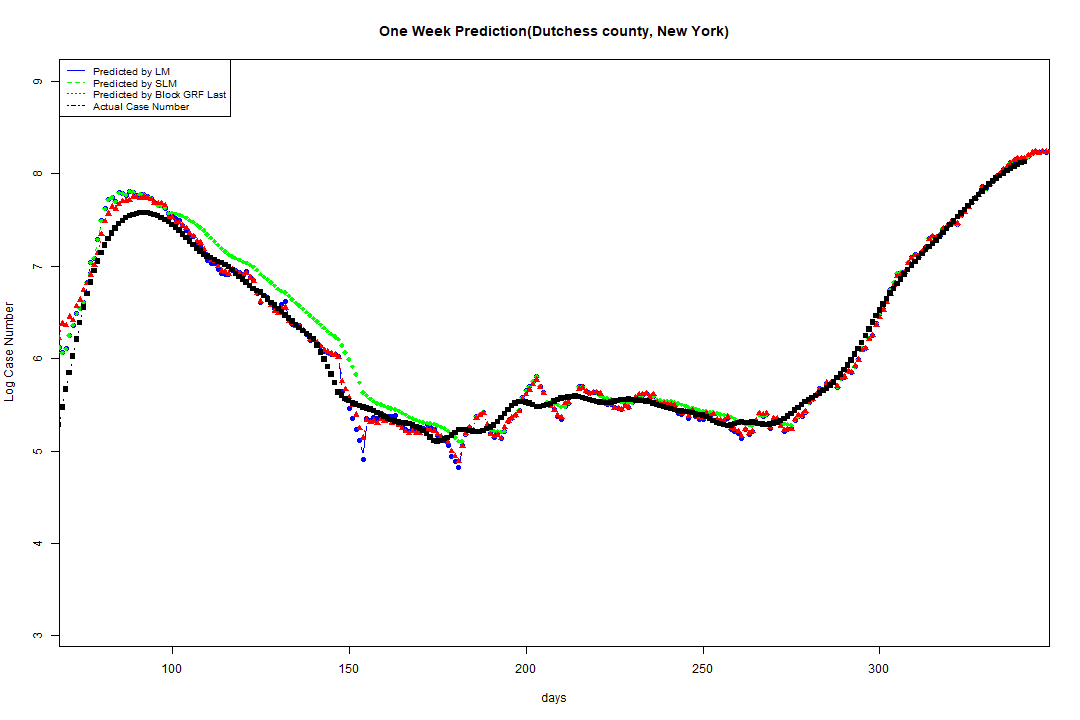 One Week Prediction(Dutchess county, New York)
Predicted by LM
Predicted by SLM
Predicted by Block GRF Last
Actual Case Number
9
8
7
6
5
4
3
Log Case Number
100 150 200 250 300
days